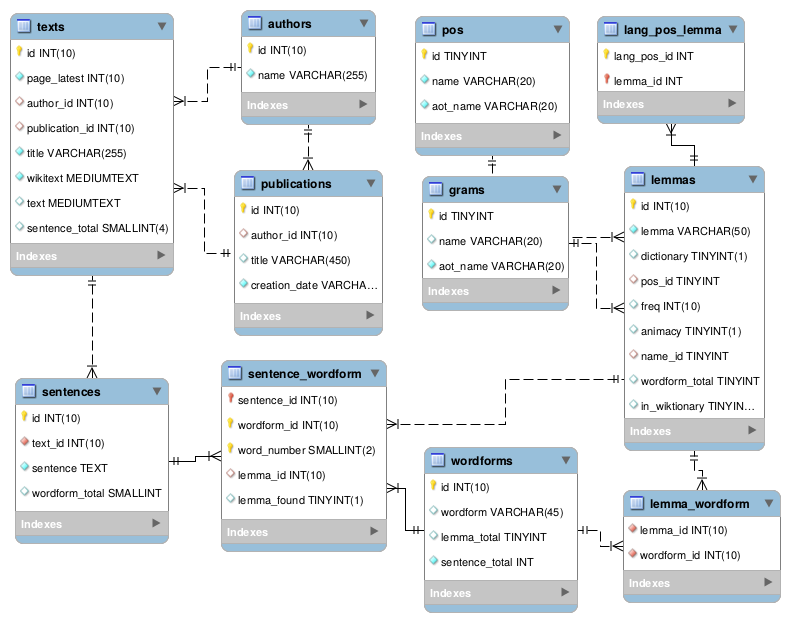 texts
id INT(10)
page_latest INT(10)
author_id INT(10)
publication_id INT(10)
title VARCHAR(255)
wikitext MEDIUMTEXT
text MEDIUMTEXT
sentence_total SMALLINT(4)
Indexes
authors
id INT(10)
name VARCHAR(255)
Indexes
pos
id TINYINT
name VARCHAR(20)
aot_name VARCHAR(20)
Indexes
lang_pos_lemma
lang_pos_id INT
lemma_id INT
Indexes
publications
id INT(10)
author_id INT(10)
title VARCHAR(450)
creation_date VARCHA...
Indexes
grams
id TINYINT
name VARCHAR(20)
aot_name VARCHAR(20)
Indexes
lemmas
id INT(10)
lemma VARCHAR(50)
dictionary TINYINT(1)
pos_id TINYINT
freq INT(10)
animacy TINYINT(1)
name_id TINYINT
wordform_total TINYINT
in_wiktionary TINYIN...
Indexes
sentences
id INT(10)
text_id INT(10)
sentence TEXT
wordform_total SMALLINT
Indexes
sentence_wordform
sentence_id INT(10)
wordform_id INT(10)
word_number SMALLINT(2)
lemma_id INT(10)
lemma_found TINYINT(1)
Indexes
wordforms
id INT(10)
wordform VARCHAR(45)
lemma_total TINYINT
sentence_total INT
Indexes
lemma_wordform
lemma_id INT(10)
wordform_id INT(10)
Indexes